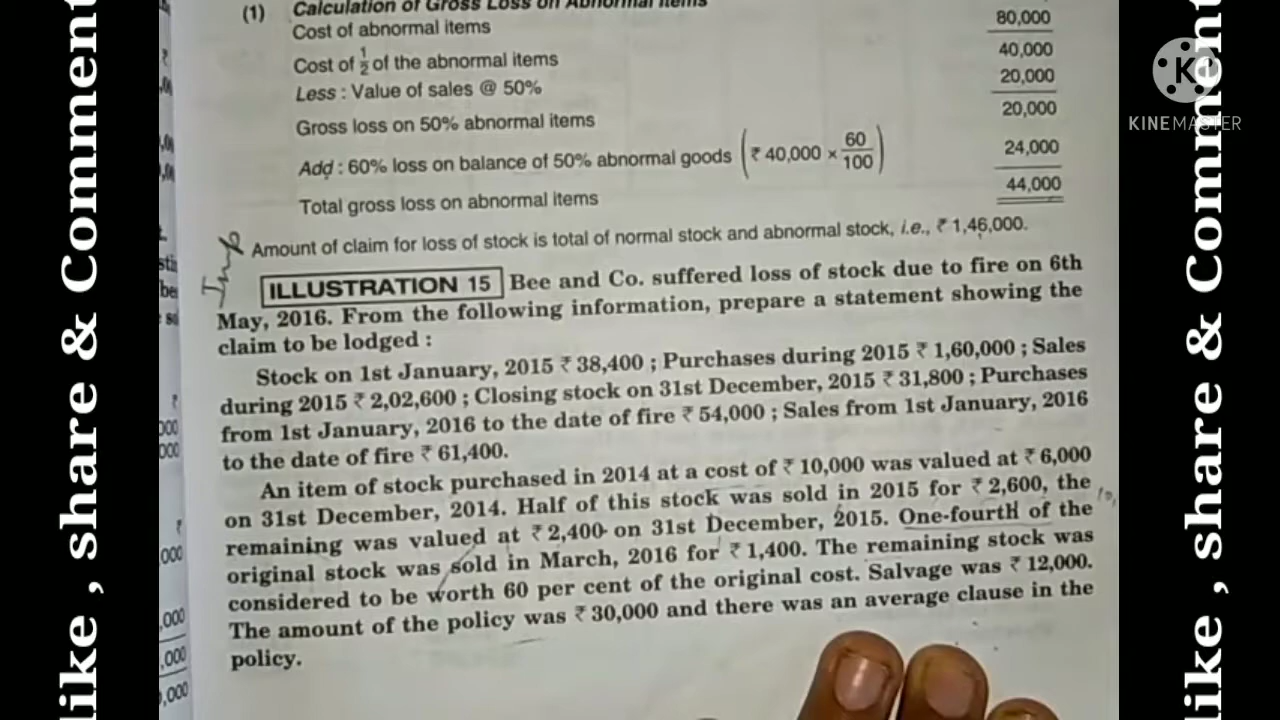 like , share & Comment
(1) Calculation of Gross Loss on Abnormal Items
Cost of abnormal items 80,000
Cost of 1/2 of the abnormal items 40,000
Less : Value of sales @ 50% 20,000
Gross loss on 50% abnormal items 20,000
Add : 60% loss on balance of 50% abnormal goods (₹ 40,000 × 60/100) 24,000
Total gross loss on abnormal items 44,000
Amount of claim for loss of stock is total of normal stock and abnormal stock, i.e., ₹ 1,46,000.
Imp
ILLUSTRATION 15 Bee and Co. suffered loss of stock due to fire on 6th
May, 2016. From the following information, prepare a statement showing the
claim to be lodged :
Stock on 1st January, 2015 ₹ 38,400 ; Purchases during 2015 ₹ 1,60,000 ; Sales
during 2015 ₹ 2,02,600 ; Closing stock on 31st December, 2015 ₹ 31,800 ; Purchases
from 1st January, 2016 to the date of fire ₹ 54,000 ; Sales from 1st January, 2016
to the date of fire ₹ 61,400.
An item of stock purchased in 2014 at a cost of ₹ 10,000 was valued at ₹ 6,000
on 31st December, 2014. Half of this stock was sold in 2015 for ₹ 2,600, the
remaining was valued at ₹ 2,400 on 31st December, 2015. One-fourth of the
original stock was sold in March, 2016 for ₹ 1,400. The remaining stock was
considered to be worth 60 per cent of the original cost. Salvage was ₹ 12,000.
The amount of the policy was ₹ 30,000 and there was an average clause in the
policy.
K
KINEMASTER
like , share & Comment